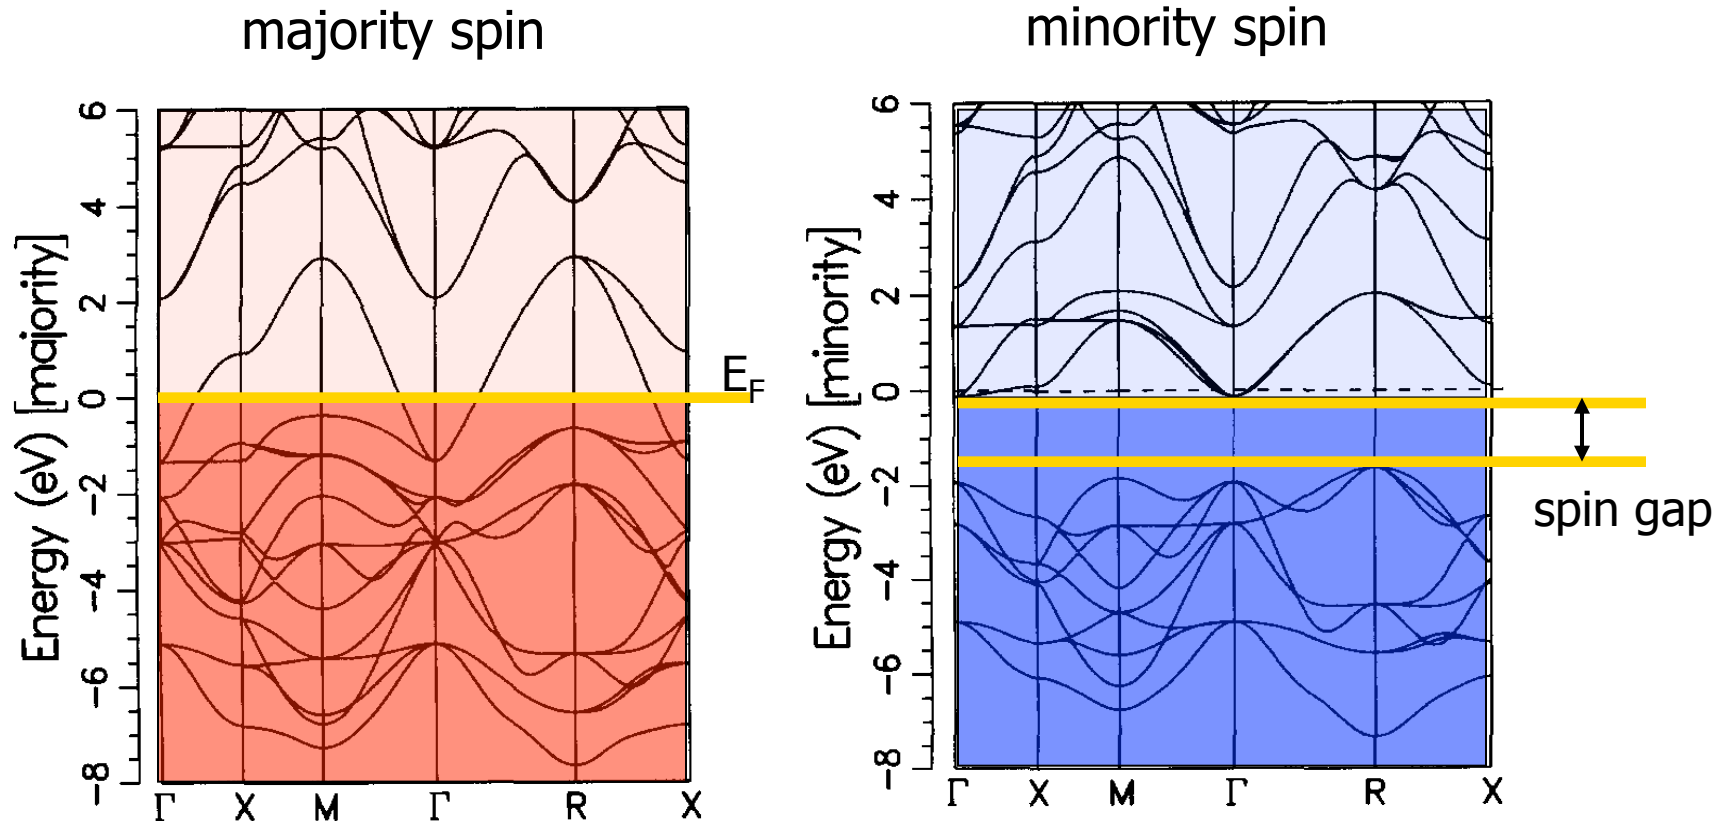 majority spin
minority spin
Energy (eV) [majority]
6
4
2
0
−2
−4
−6
−8
Γ X M Γ R X
E_F
Energy (eV) [minority]
6
4
2
0
−2
−4
−6
−8
Γ X M Γ R X
spin gap